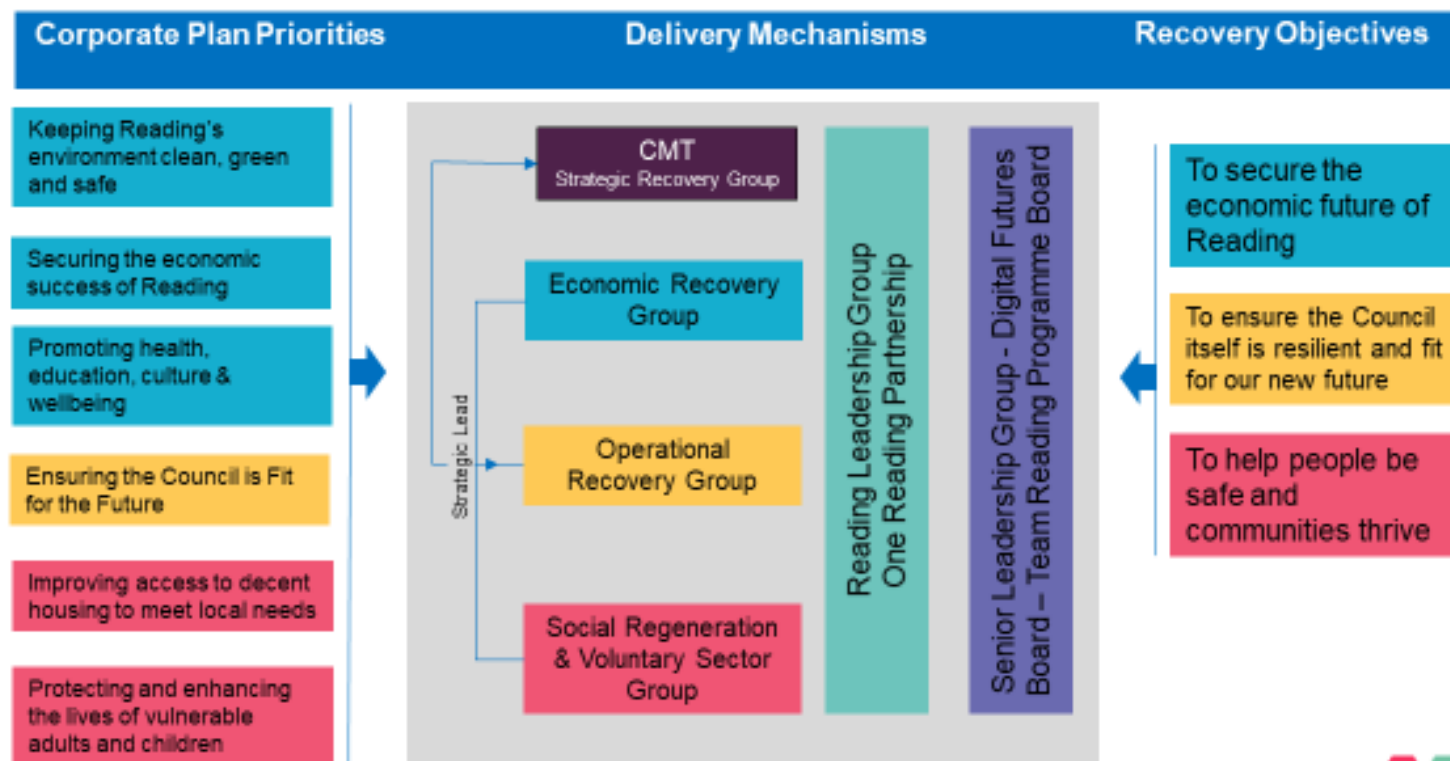 Corporate Plan Priorities
Delivery Mechanisms
Recovery Objectives
Keeping Reading's
environment clean, green
and safe
Securing the economic
success of Reading
Promoting health,
education, culture &
wellbeing
Ensuring the Council is Fit
for the Future
Improving access to decent
housing to meet local needs
Protecting and enhancing
the lives of vulnerable
adults and children
Strategic Lead
CMT
Strategic Recovery Group
Economic Recovery
Group
Operational
Recovery Group
Social Regeneration
& Voluntary Sector
Group
Reading Leadership Group
One Reading Partnership
Senior Leadership Group - Digital Futures
Board – Team Reading Programme Board
To secure the
economic future of
Reading
To ensure the Council
itself is resilient and fit
for our new future
To help people be
safe and
communities thrive